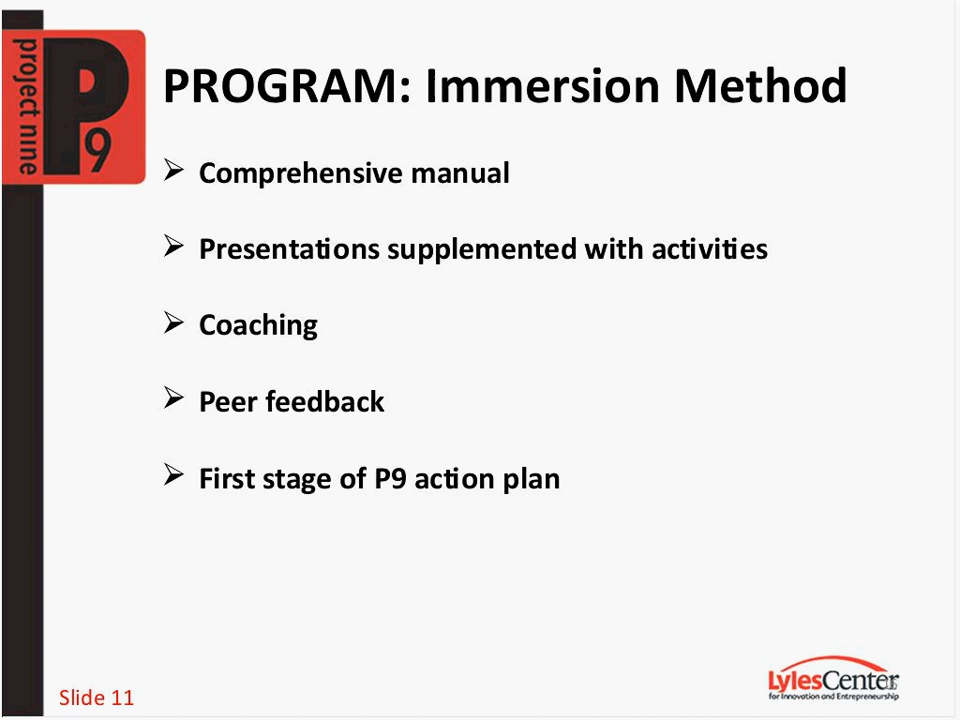 project nine
P
9
PROGRAM: Immersion Method
Comprehensive manual
Presentations supplemented with activities
Coaching
Peer feedback
First stage of P9 action plan
Slide 11
LylesCenter
for Innovation and Entrepreneurship